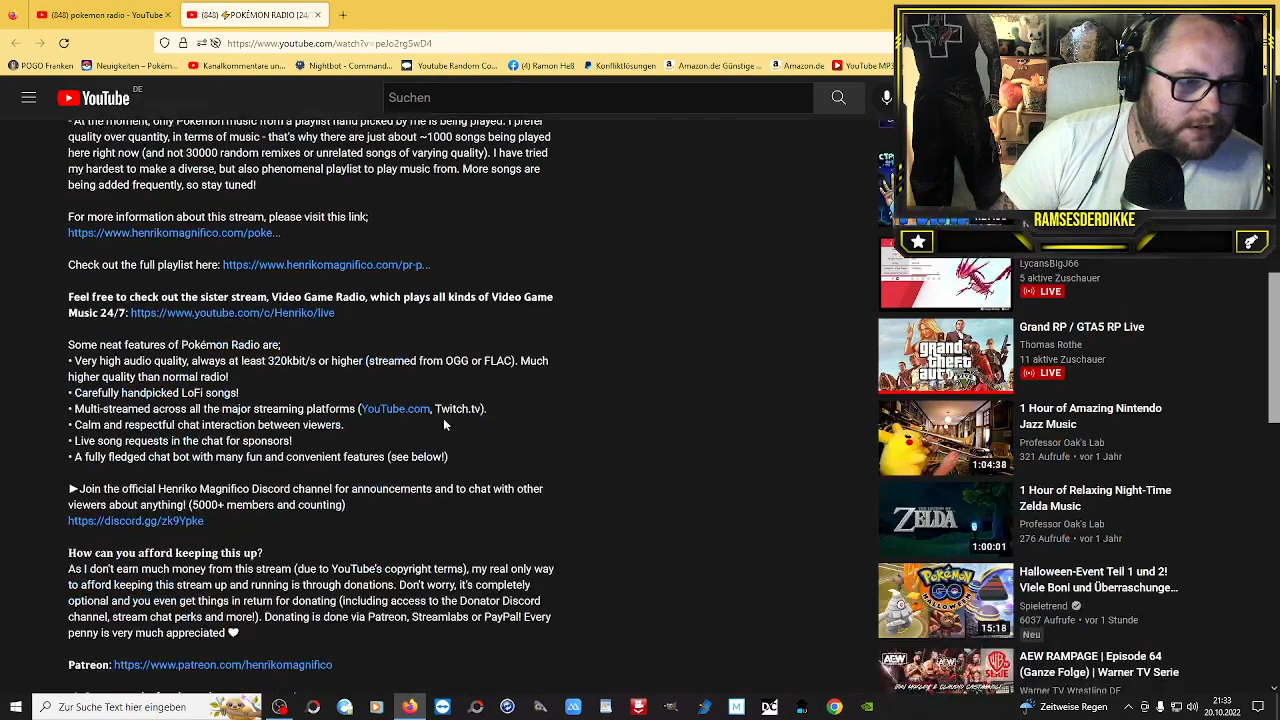 (848) pokemon radio - YouTube
(848) ⚡POKÉMON RADIO [24/
https://www.youtube.com/watch?v=peJo2rg5wD4
POGO Franken
Neuigkeiten – Pokém…
Kanalkommentare un…
Nightbot - Command…
Youtube Random Co…
(4) Ramon Heß
Konfliktlösungen
Amazon.de Günstige …
Amazon.de
Youtube MP3
YouTube DE
Suchen
- At the moment, only Pokémon music from a playlist hand picked by me is being played. I prefer
quality over quantity, in terms of music - that's why there are just about ~1000 songs being played
here right now (and not 30000 random remixes or unrelated songs of varying quality). I have tried
my hardest to make a diverse, but also phenomenal playlist to play music from. More songs are
being added frequently, so stay tuned!
For more information about this stream, please visit this link;
https://www.henrikomagnifico.com/poke...
Check out the full playlist here: https://www.henrikomagnifico.com/pr-p...
Feel free to check out the sister stream, Video Game Radio, which plays all kinds of Video Game
Music 24/7: https://www.youtube.com/c/Henriko/live
Some neat features of Pokémon Radio are;
• Very high audio quality, always at least 320kbit/s or higher (streamed from OGG or FLAC). Much
higher quality than normal radio!
• Carefully handpicked LoFi songs!
• Multi-streamed across all the major streaming platforms (YouTube.com, Twitch.tv).
• Calm and respectful chat interaction between viewers.
• Live song requests in the chat for sponsors!
• A fully fledged chat bot with many fun and convenient features (see below!)
►Join the official Henriko Magnifico Discord channel for announcements and to chat with other
viewers about anything! (5000+ members and counting)
https://discord.gg/zk9Ypke
How can you afford keeping this up?
As I don't earn much money from this stream (due to YouTube's copyright terms), my real only way
to afford keeping this stream up and running is through donations. Don't worry, it's completely
optional and you even get things in return for donating (including access to the Donator Discord
channel, stream chat perks and more!). Donating is done via Patreon, Streamlabs or PayPal! Every
penny is very much appreciated
Patreon: https://www.patreon.com/henrikomagnifico
RAMSESDERDIKKE
LycansBigJ66
5 aktive Zuschauer
LIVE
grand
theft
auto
V
Grand RP / GTA5 RP Live
Thomas Rothe
11 aktive Zuschauer
LIVE
1:04:38
1 Hour of Amazing Nintendo
Jazz Music
Professor Oak's Lab
321 Aufrufe • vor 1 Jahr
THE LEGEND OF
ZELDA
1:00:01
1 Hour of Relaxing Night-Time
Zelda Music
Professor Oak's Lab
276 Aufrufe • vor 1 Jahr
POKéMON
GO
HALLOWEEN
15:18
Halloween-Event Teil 1 und 2!
Viele Boni und Überraschunge...
Spieletrend
6037 Aufrufe • vor 1 Stunde
Neu
AEW
WB
SERIE
AEW RAMPAGE | Episode 64
(Ganze Folge) | Warner TV Serie
Warner TV Wrestling DE
Zur Suche Text hier eingeben
Zeitweise Regen
21:33
20.10.2022